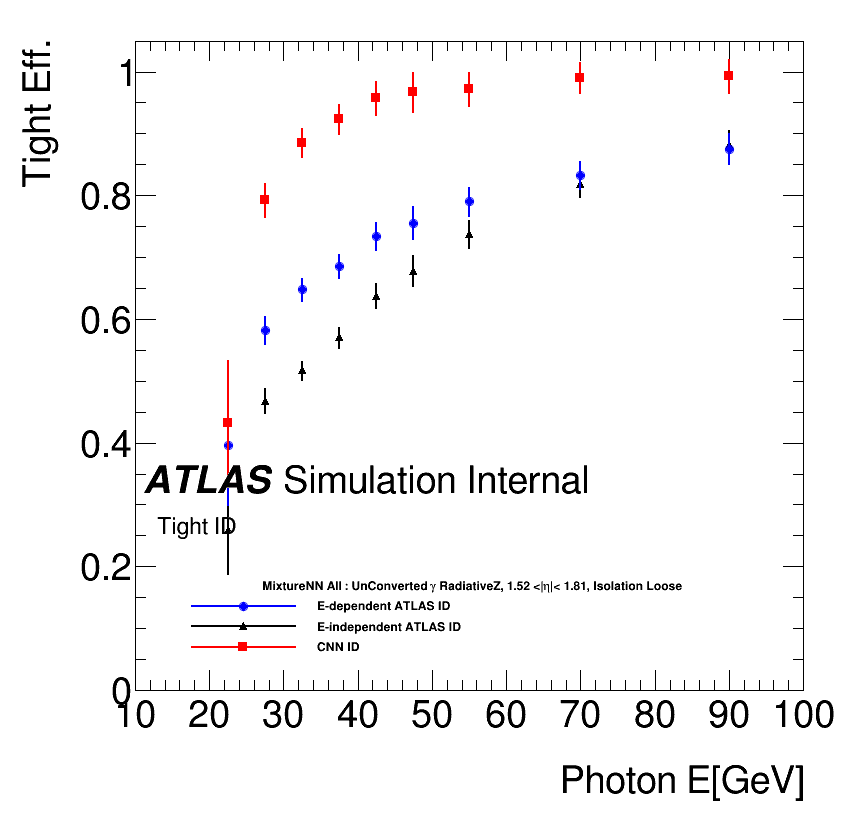 Tight Eff.
1
0.8
0.6
0.4
0.2
0
ATLAS Simulation Internal
Tight ID
MixtureNN All : UnConverted γ RadiativeZ, 1.52 <|η|< 1.81, Isolation Loose
E-dependent ATLAS ID
E-independent ATLAS ID
CNN ID
10 20 30 40 50 60 70 80 90 100
Photon E[GeV]